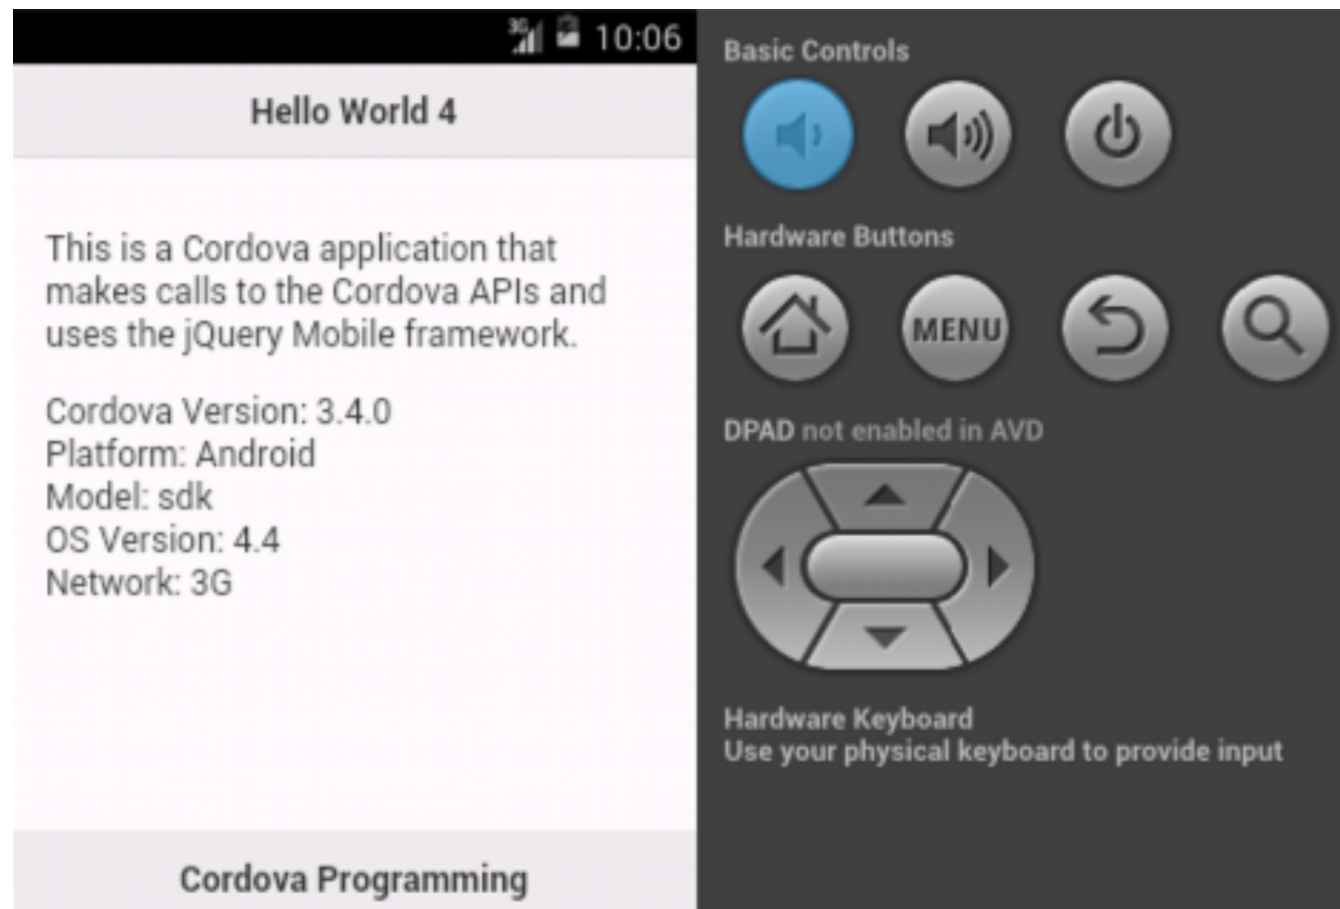 3G 10:06
Hello World 4
This is a Cordova application that
makes calls to the Cordova APIs and
uses the jQuery Mobile framework.
Cordova Version: 3.4.0
Platform: Android
Model: sdk
OS Version: 4.4
Network: 3G
Cordova Programming
Basic Controls
Hardware Buttons
MENU
DPAD not enabled in AVD
Hardware Keyboard
Use your physical keyboard to provide input